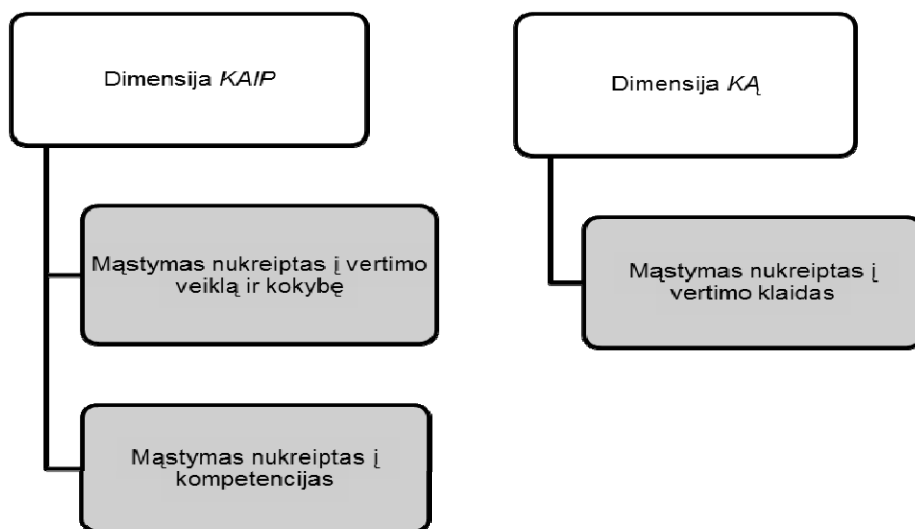 Dimensija KAIP
Mąstymas nukreiptas į vertimo
veiklą ir kokybę
Mąstymas nukreiptas į
kompetencijas
Dimensija KĄ
Mąstymas nukreiptas į
vertimo klaidas